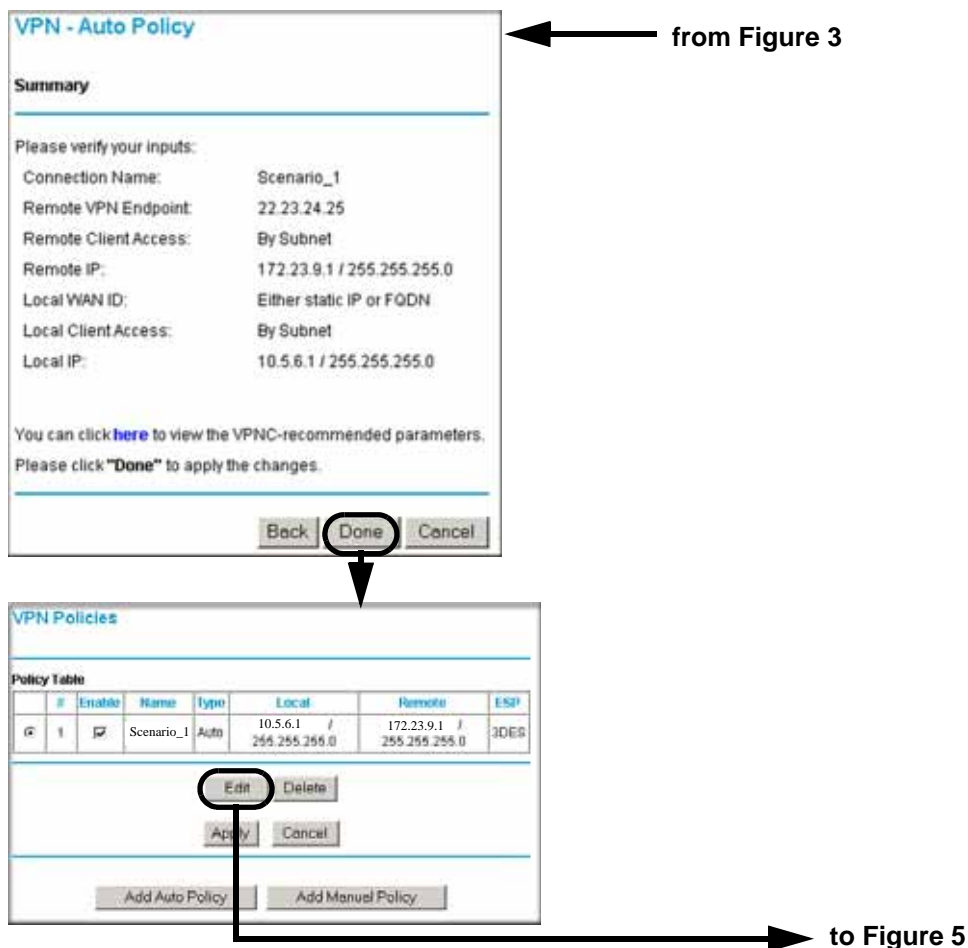 VPN - Auto Policy
from Figure 3
Summary
Please verify your inputs:
Connection Name: Scenario_1
Remote VPN Endpoint: 22.23.24.25
Remote Client Access: By Subnet
Remote IP: 172.23.9.1 / 255.255.255.0
Local WAN ID: Either static IP or FQDN
Local Client Access: By Subnet
Local IP: 10.5.6.1 / 255.255.255.0
You can click here to view the VPNC-recommended parameters.
Please click "Done" to apply the changes.
Back Done Cancel
VPN Policies
Policy Table
# Enable Name Type Local Remote ESP
1 Scenario_1 Auto 10.5.6.1 / 172.23.9.1 / 3DES
255.255.255.0 255.255.255.0
Edit Delete
Apply Cancel
Add Auto Policy Add Manual Policy
to Figure 5